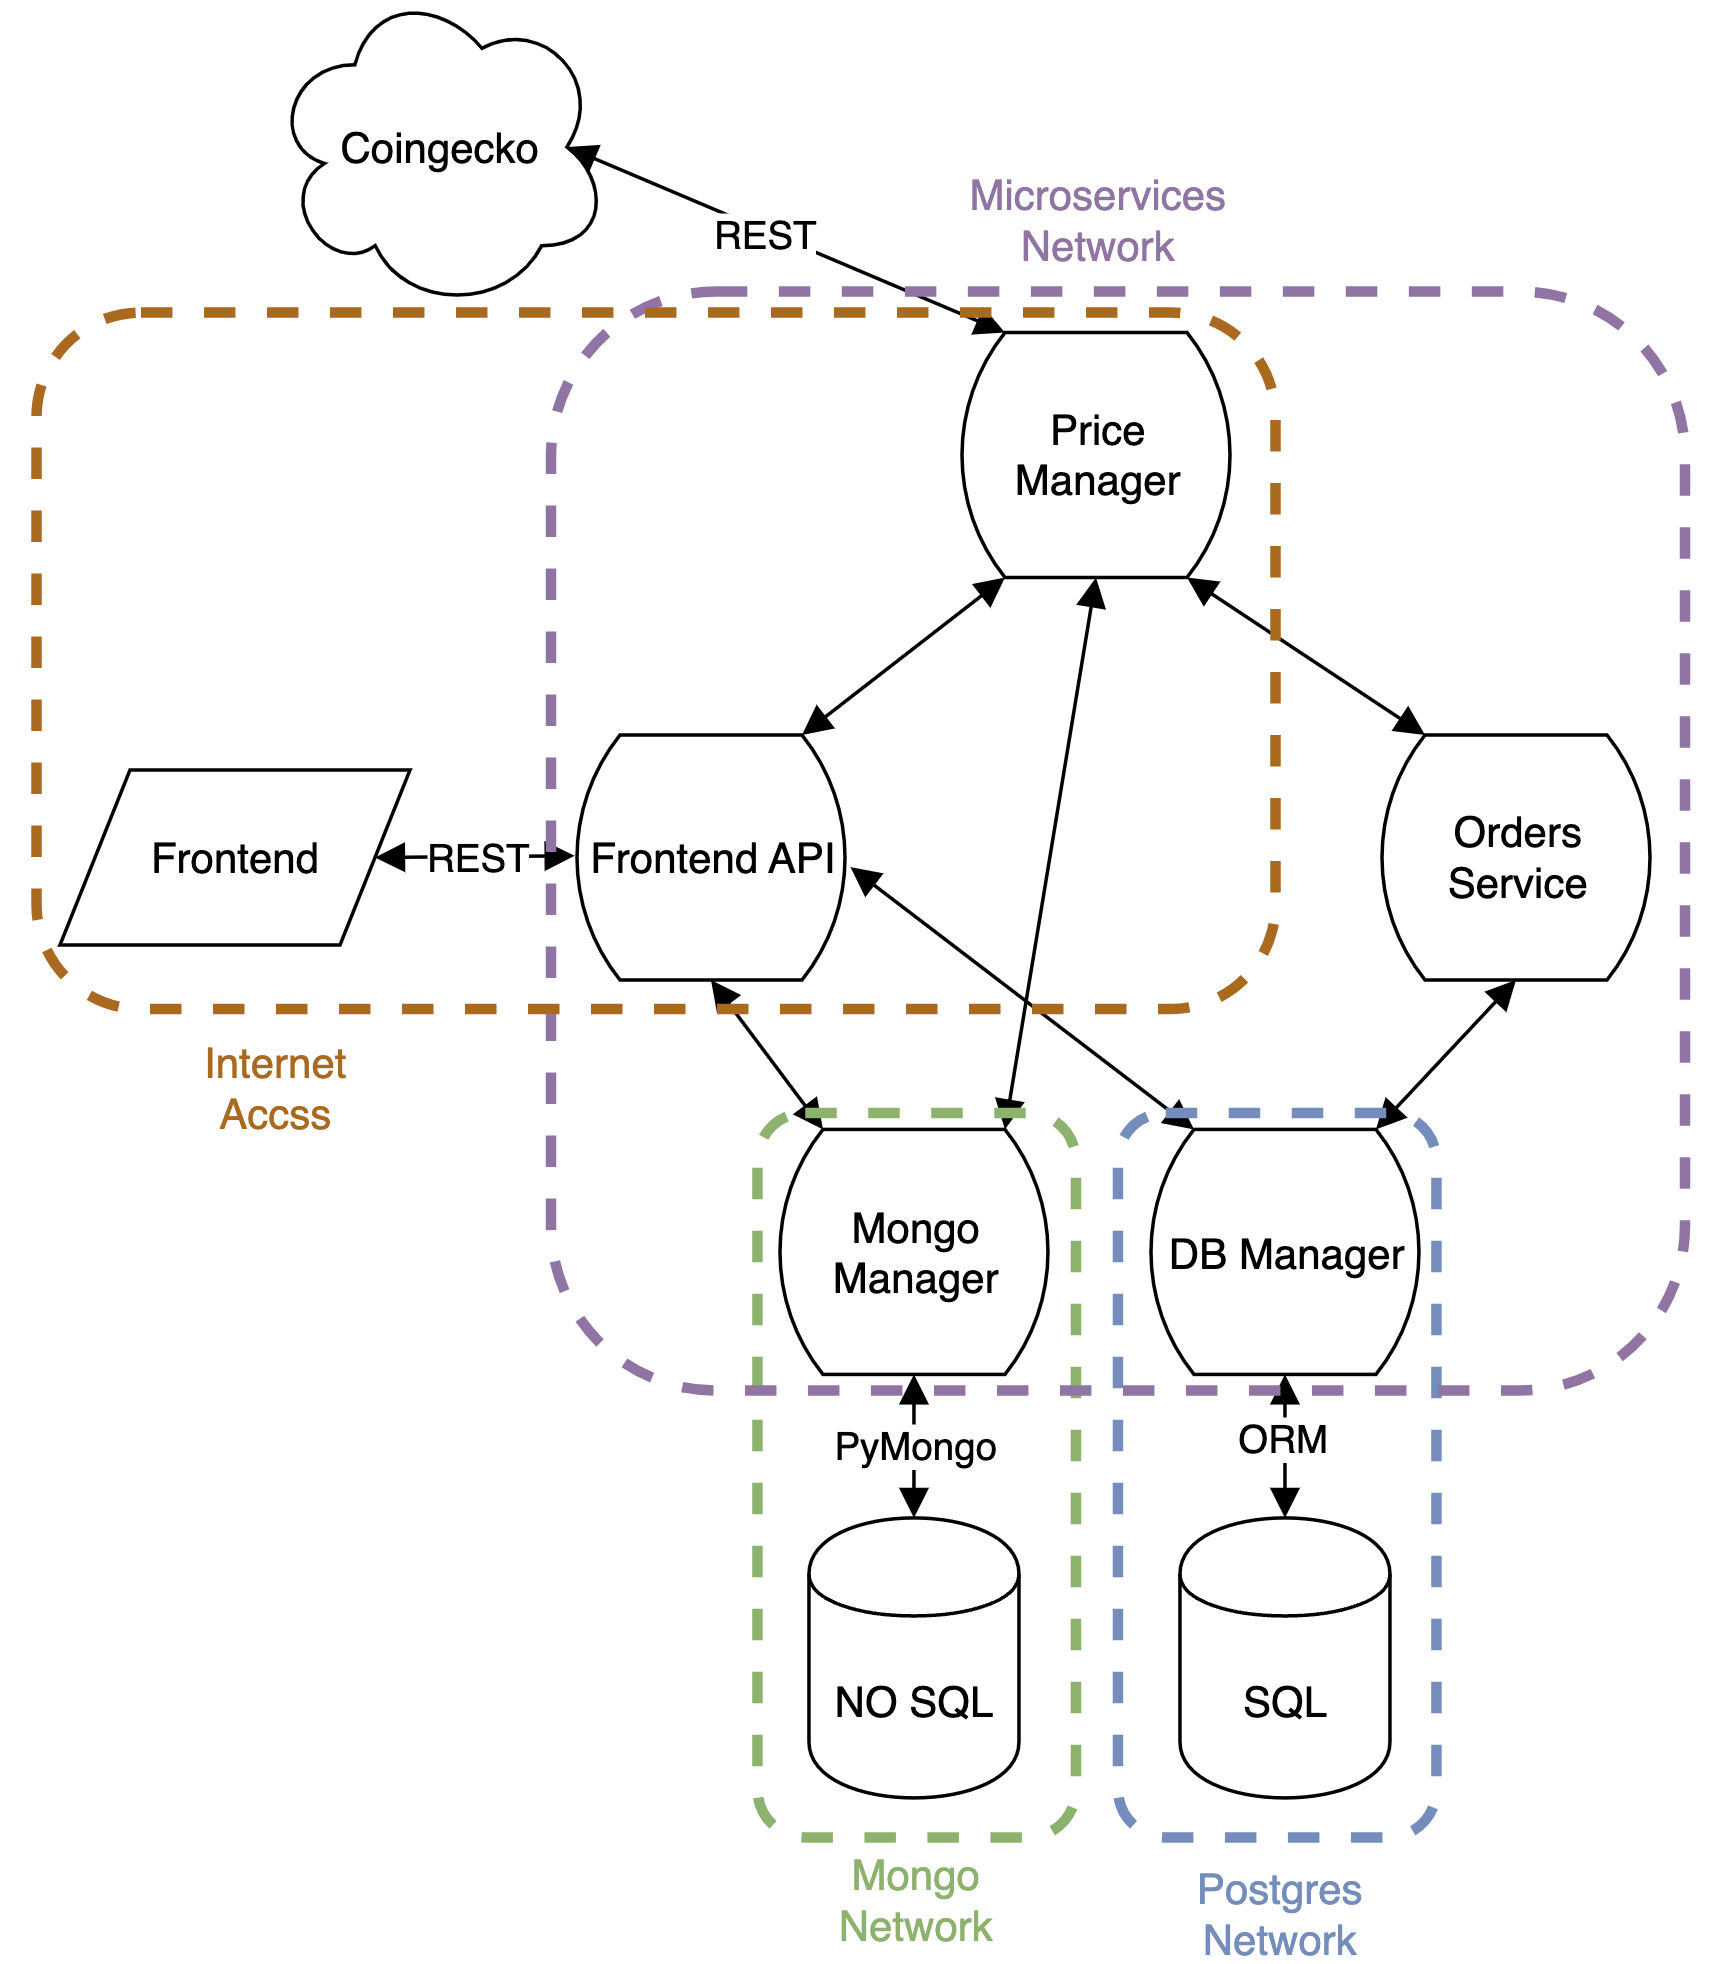 Coingecko
REST
Microservices
Network
Price
Manager
Frontend
REST
Frontend API
Orders
Service
Internet
Accss
Mongo
Manager
DB Manager
PyMongo
ORM
NO SQL
SQL
Mongo
Network
Postgres
Network